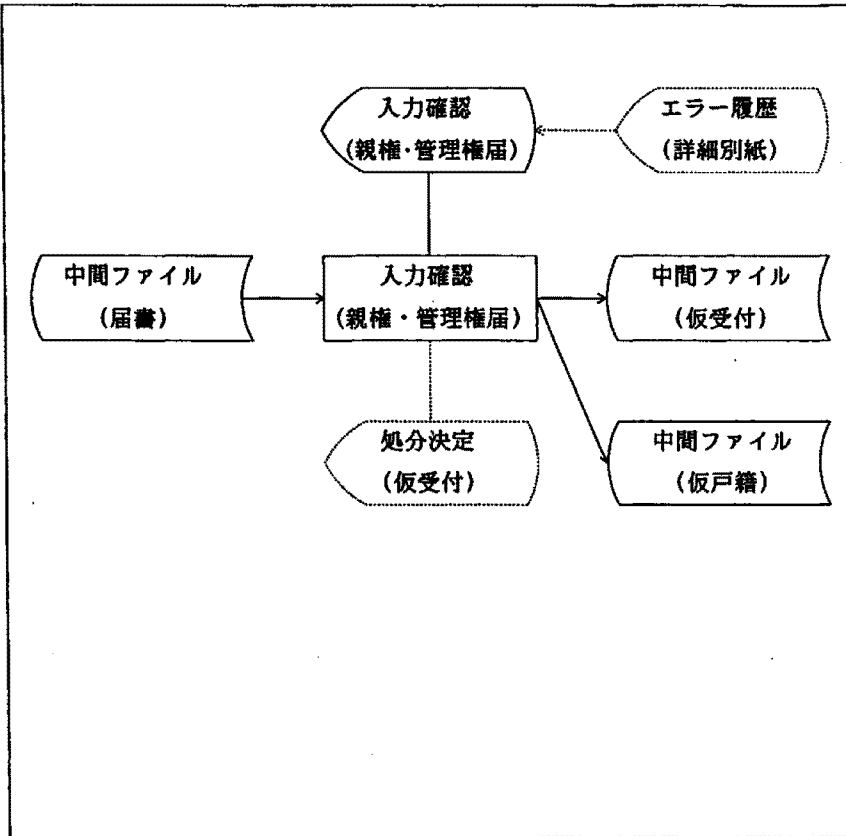 入力確認
(親権・管理権届)
エラー履歴
(詳細別紙)
中間ファイル
(届書)
入力確認
(親権・管理権届)
中間ファイル
(仮受付)
処分決定
(仮受付)
中間ファイル
(仮戸籍)